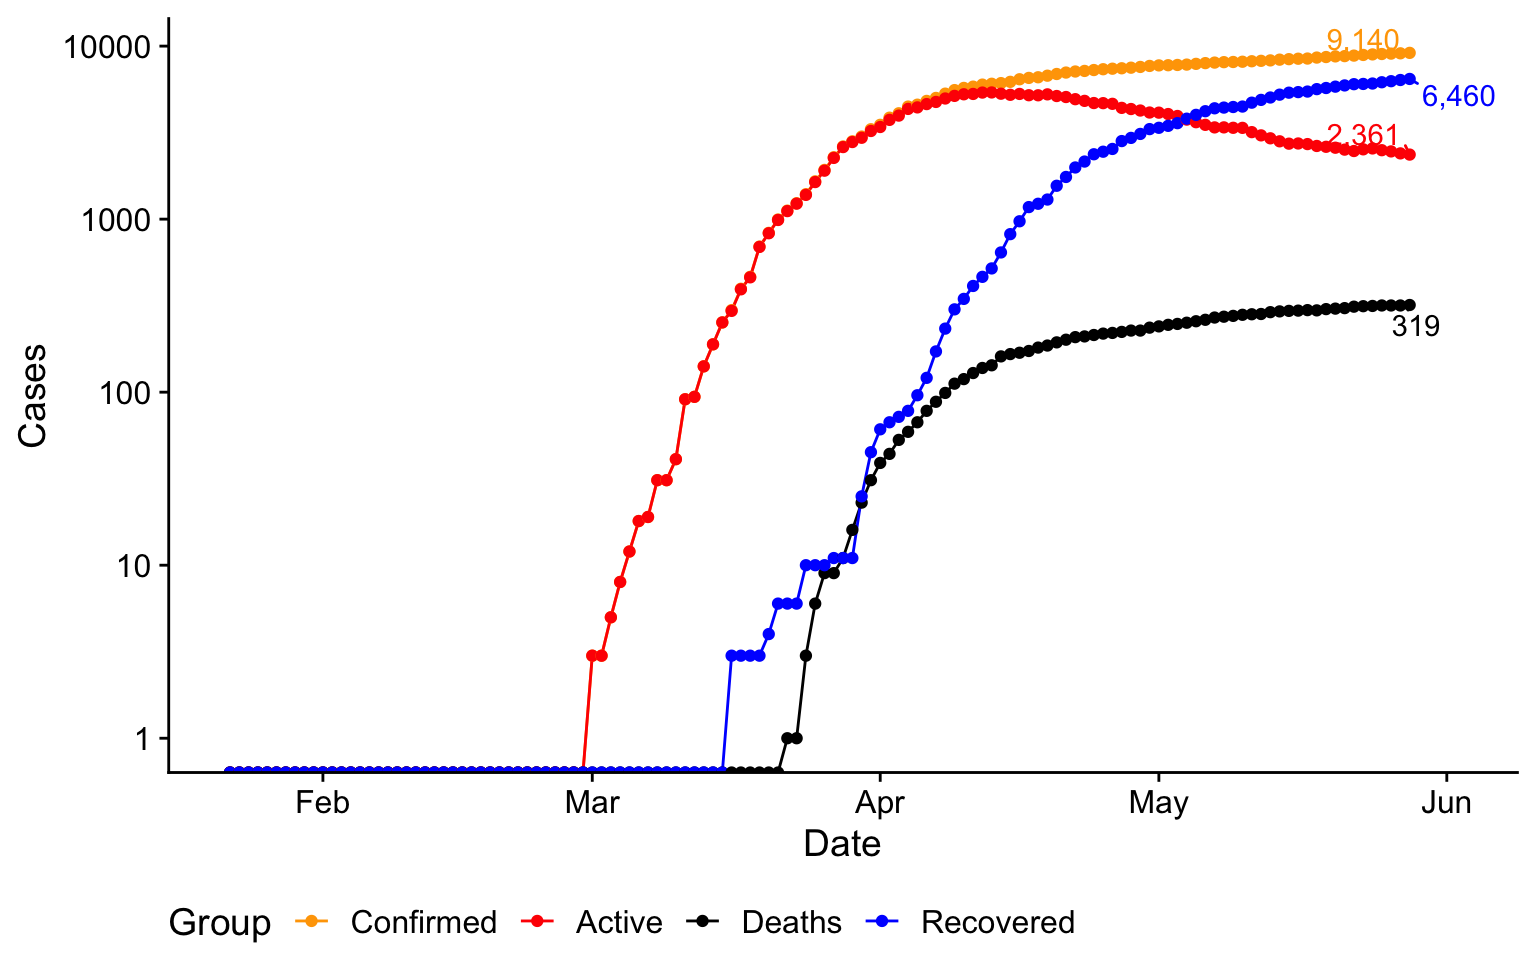 10000
1000
100
10
1
Cases
9,140
6,460
2,361
319
Feb Mar Apr May Jun
Date
Group Confirmed Active Deaths Recovered